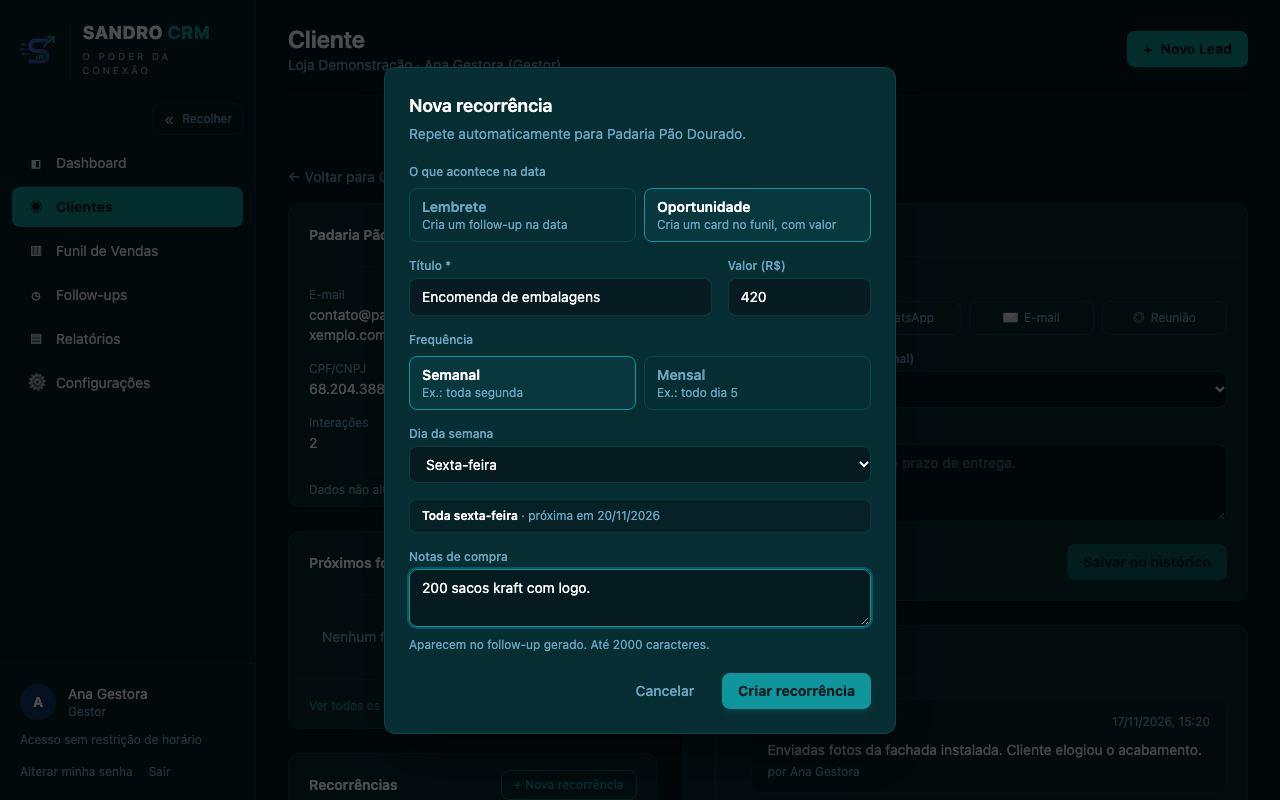 SANDRO CRM
O PODER DA
CONEXÃO
« Recolher
Dashboard
Clientes
Funil de Vendas
Follow-ups
Relatórios
Configurações
A
Ana Gestora
Gestor
Acesso sem restrição de horário
Alterar minha senha Sair
Cliente
Loja Demonstração · Ana Gestora (Gestor)
+ Novo Lead
← Voltar para
Padaria Pão
E-mail
contato@pa
xemplo.com
CPF/CNPJ
68.204.388
Interações
2
Dados não
E-mail
Reunião
prazo de entrega.
Salvar no histórico
Nenhum
Ver todos os
Recorrências
+ Nova recorrência
17/11/2026, 15:20
Enviadas fotos da fachada instalada. Cliente elogiou o acabamento.
por Ana Gestora
Nova recorrência
Repete automaticamente para Padaria Pão Dourado.
O que acontece na data
Lembrete
Cria um follow-up na data
Oportunidade
Cria um card no funil, com valor
Título *
Valor (R$)
Encomenda de embalagens
420
Frequência
Semanal
Ex.: toda segunda
Mensal
Ex.: todo dia 5
Dia da semana
Sexta-feira
Toda sexta-feira · próxima em 20/11/2026
Notas de compra
200 sacos kraft com logo.
Aparecem no follow-up gerado. Até 2000 caracteres.
Cancelar
Criar recorrência